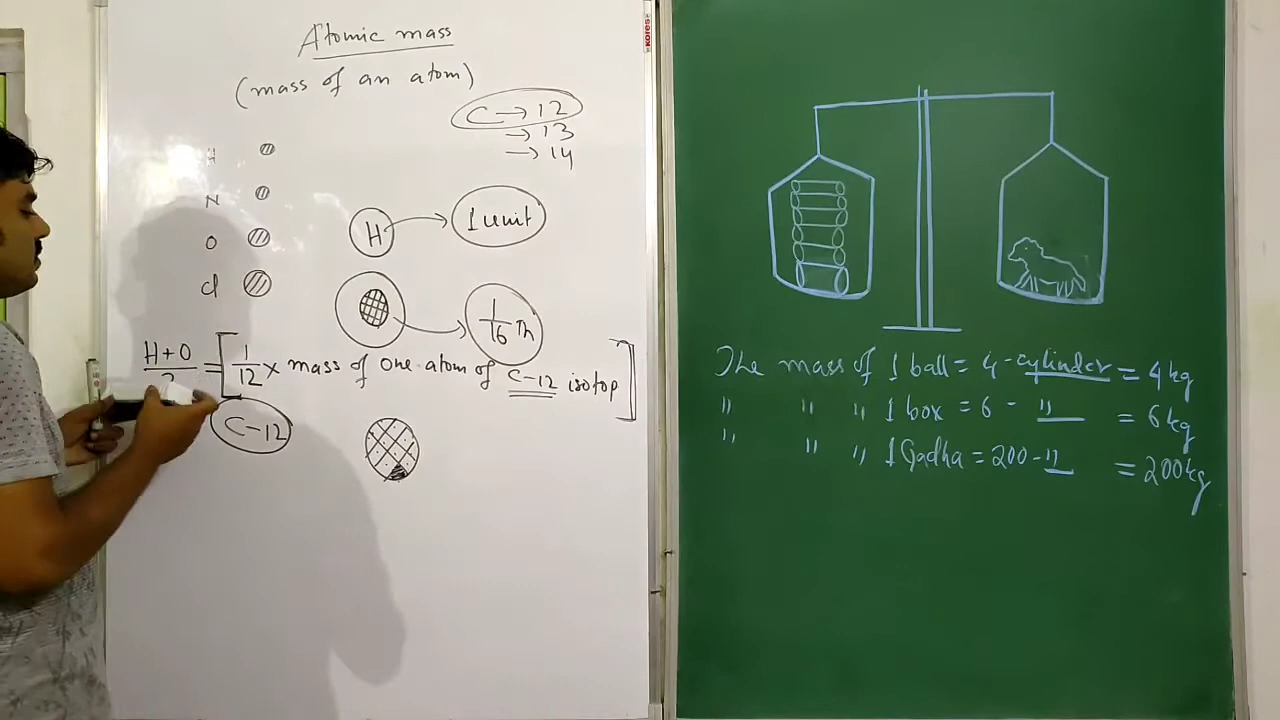 Atomic mass
(mass of an atom)
C → 12
→ 13
→ 14
H
N
O
Cl
H → 1 unit
1/16 Th
H+O = [1/12 × mass of one atom of C-12 isotop]
C-12
KORES
The mass of 1 ball = 4 - cylinder = 4 kg
" " " 1 box = 6 - " = 6 kg
" " " 1 Gadha = 200 - " = 200 kg